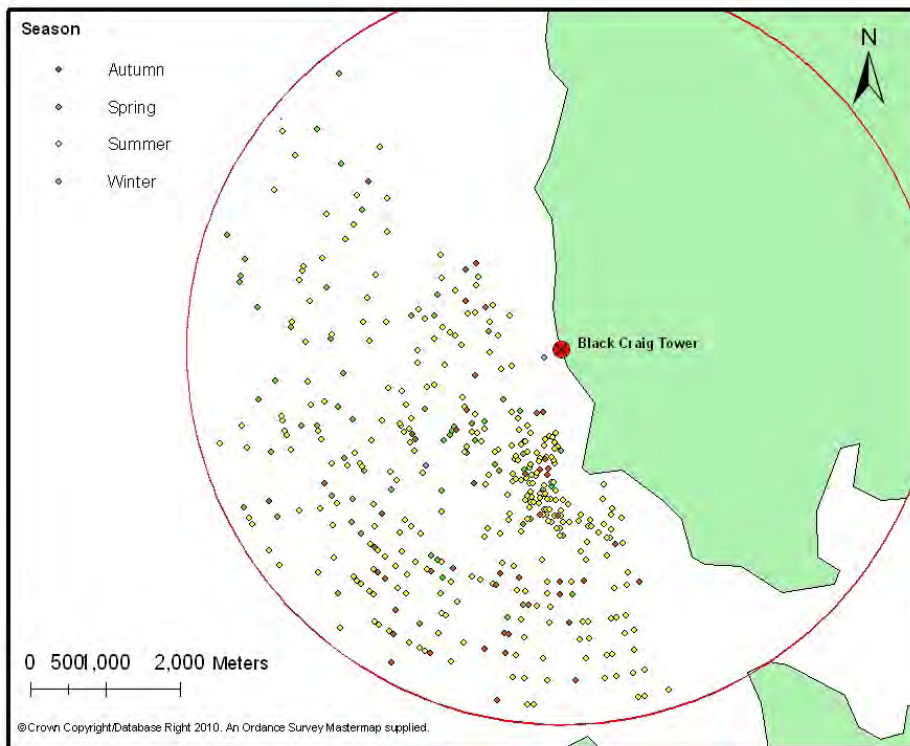 Season
Autumn
Spring
Summer
Winter
N
Black Craig Tower
0 5001,000 2,000 Meters
©Crown Copyright/Database Right 2010. An Ordance Survey Mastermap supplied.